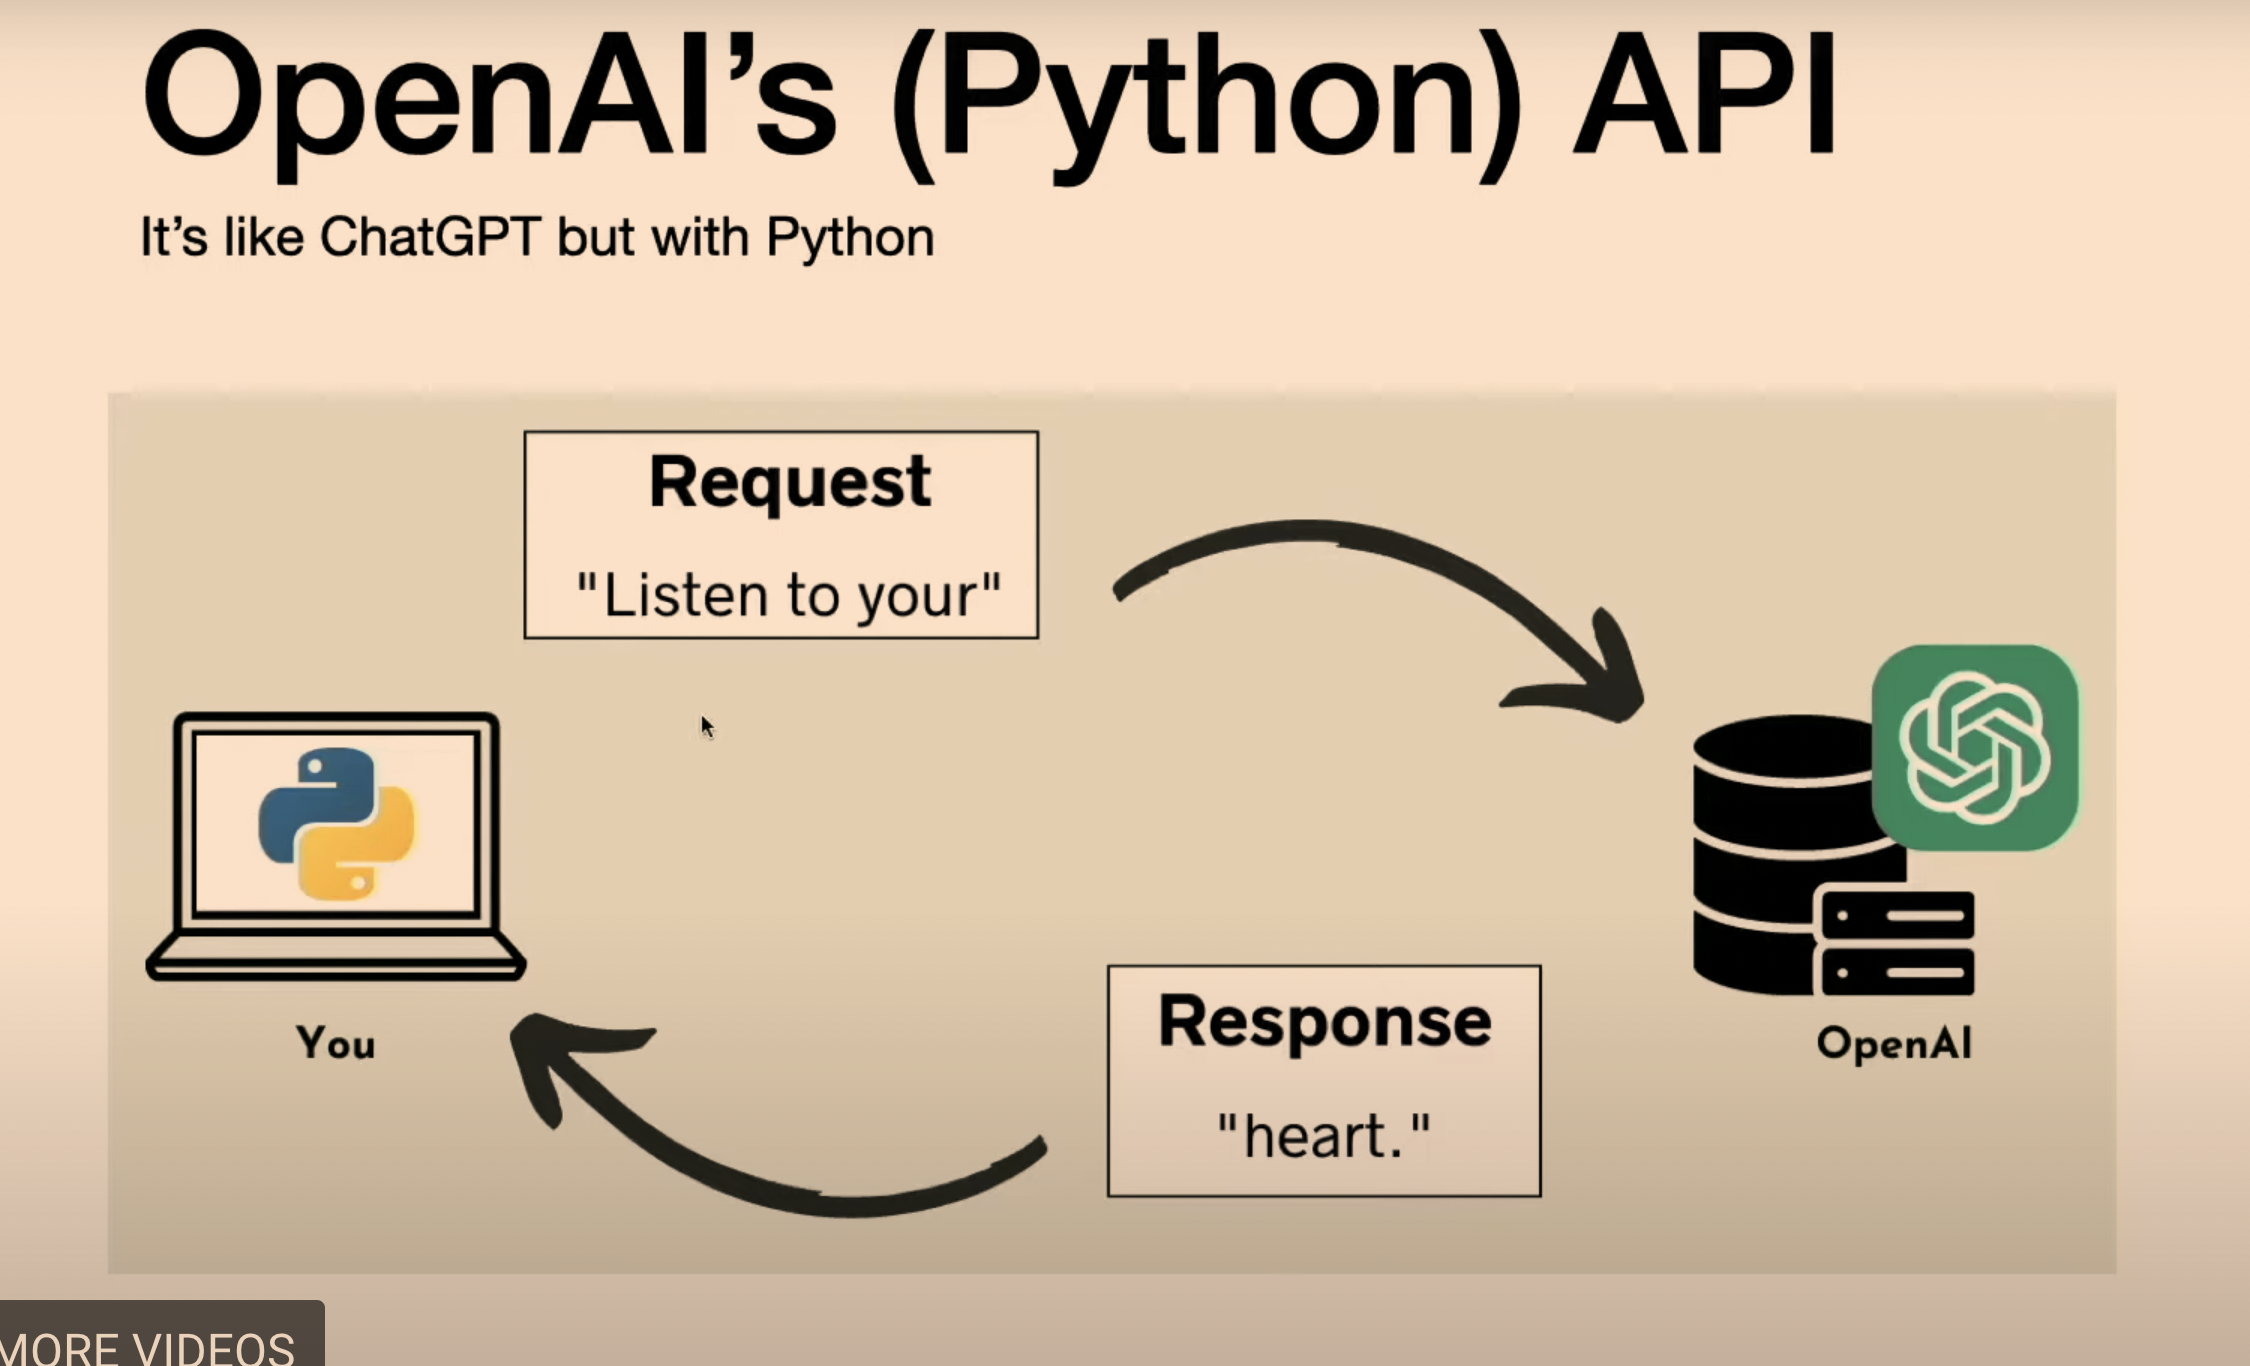 OpenAI’s (Python) API
It’s like ChatGPT but with Python
Request
"Listen to your"
You
OpenAI
Response
"heart."
MORE VIDEOS